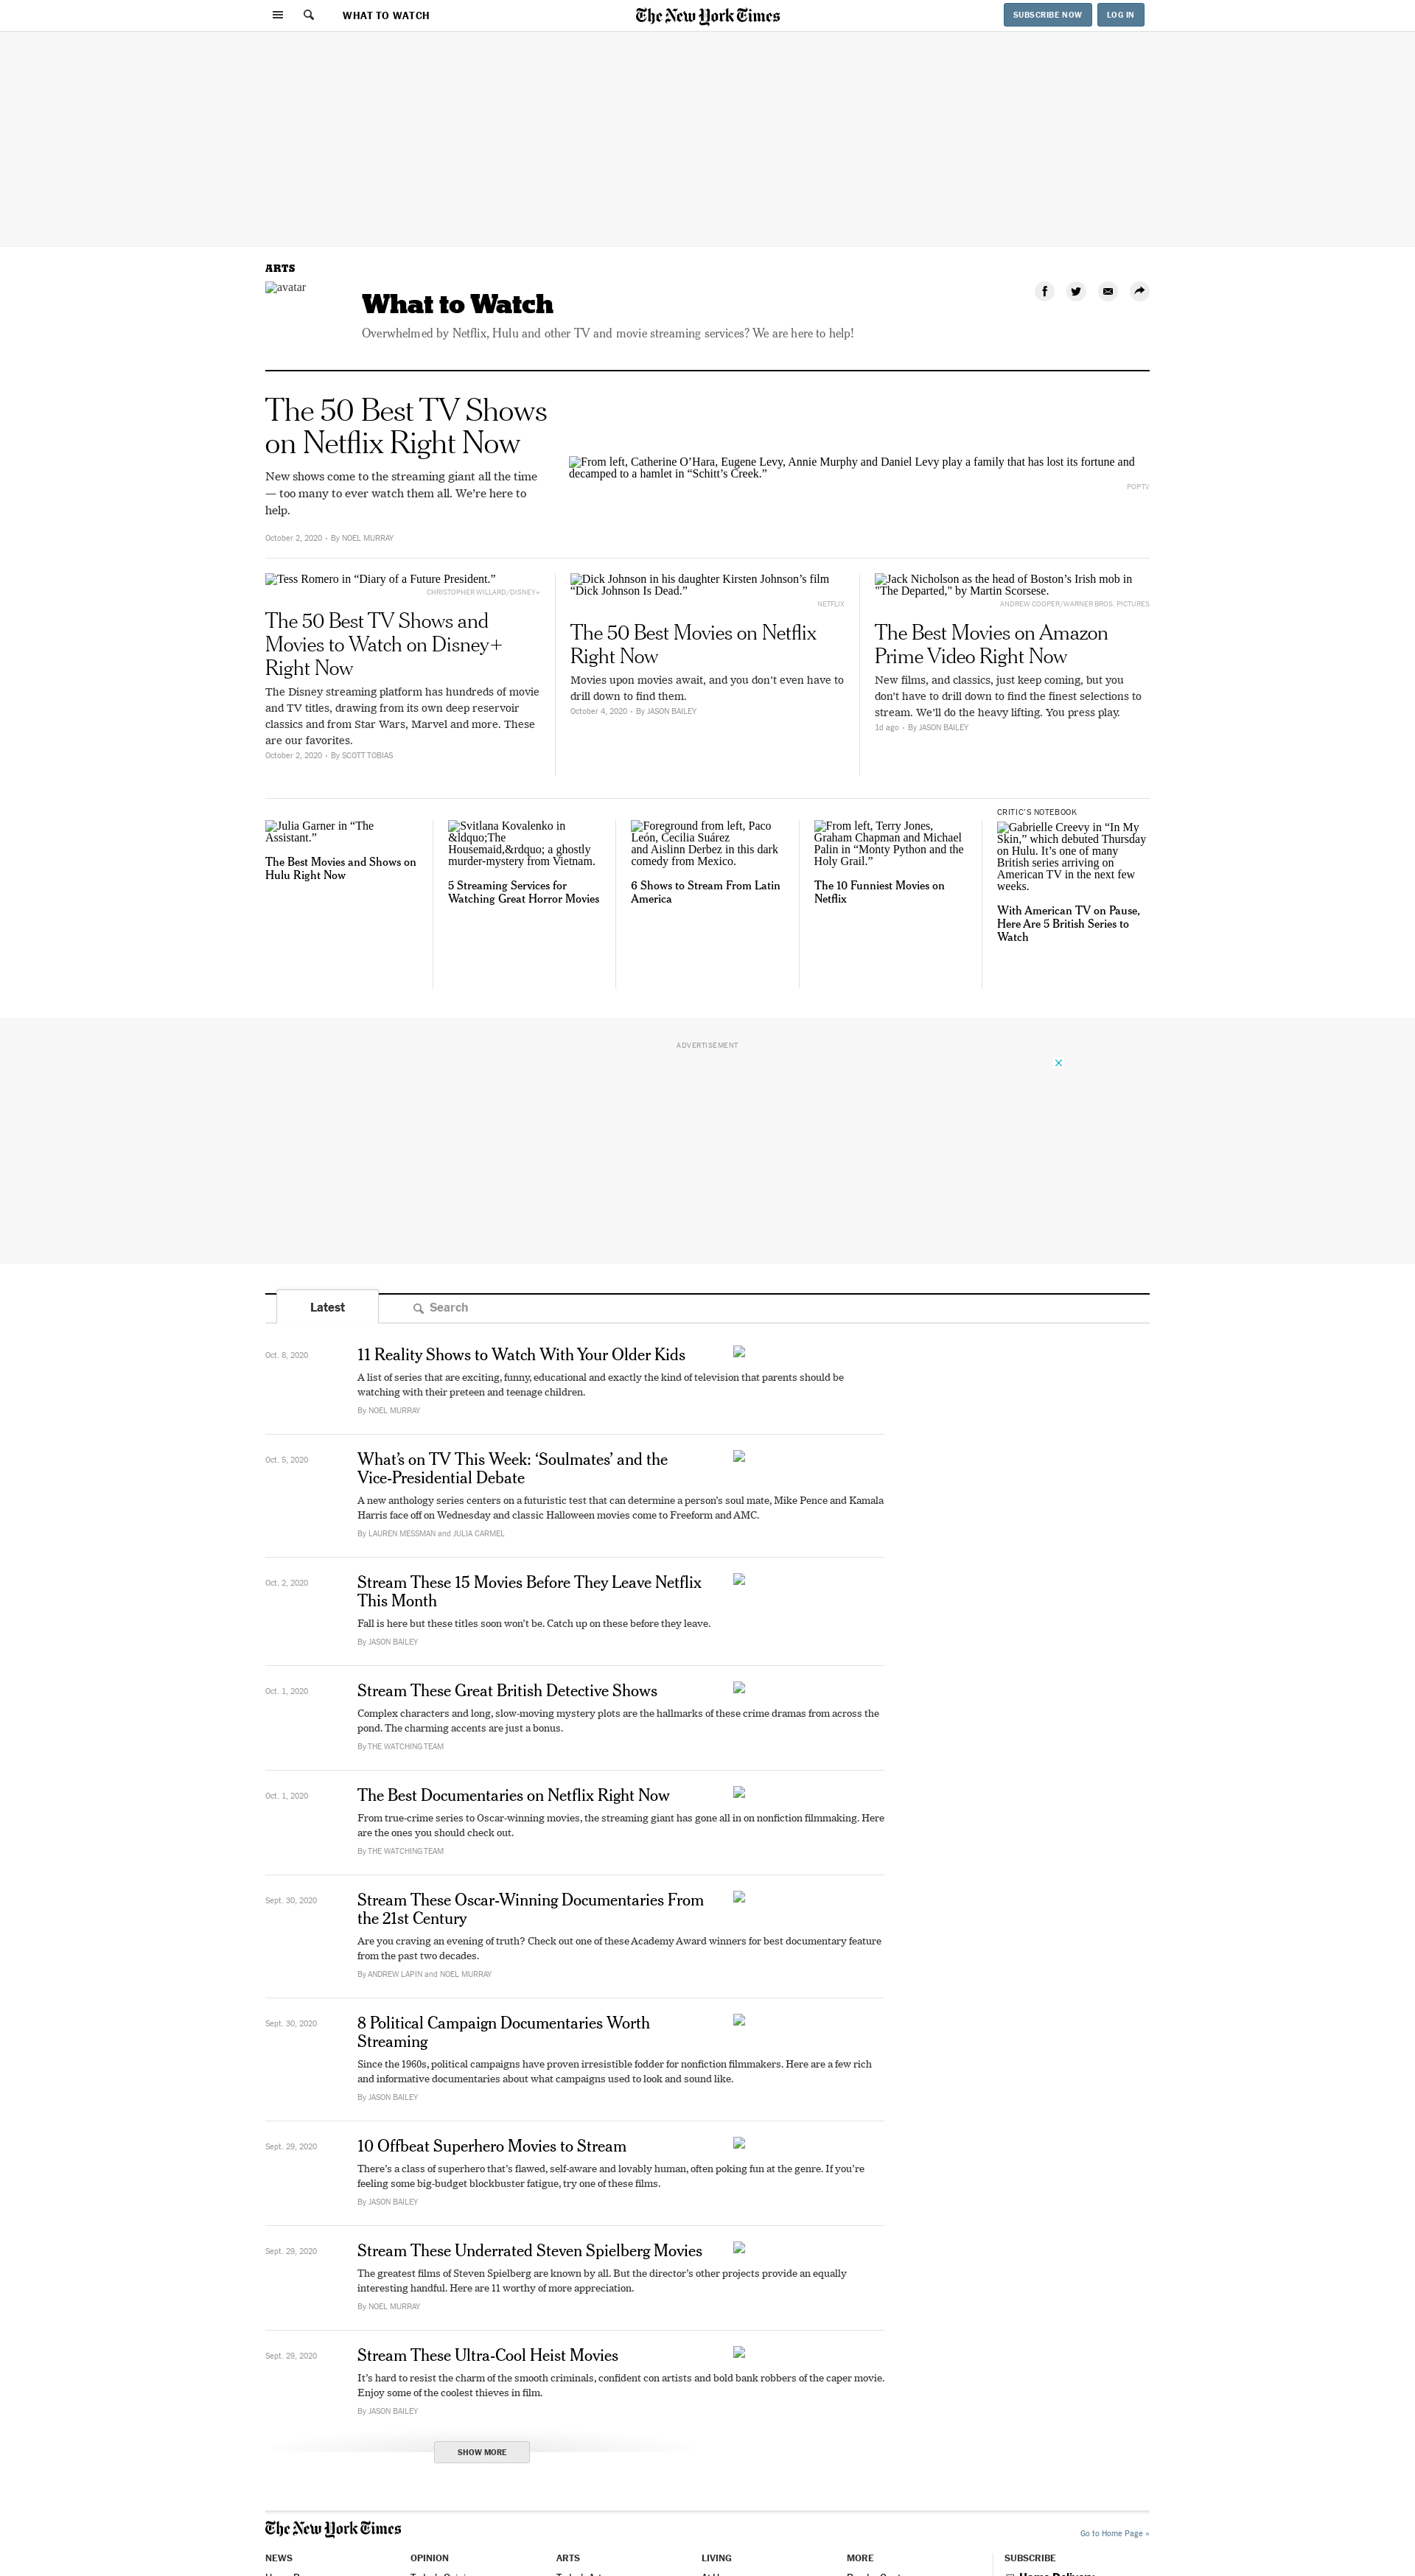 WHAT TO WATCH
The New York Times
SUBSCRIBE NOW
LOG IN
ARTS
avatar
What to Watch
Overwhelmed by Netflix, Hulu and other TV and movie streaming services? We are here to help!
The 50 Best TV Shows
on Netflix Right Now
New shows come to the streaming giant all the time
— too many to ever watch them all. We’re here to
help.
October 2, 2020 • By NOEL MURRAY
From left, Catherine O’Hara, Eugene Levy, Annie Murphy and Daniel Levy play a family that has lost its fortune and
decamped to a hamlet in “Schitt’s Creek.”
POP TV
Tess Romero in “Diary of a Future President.”
CHRISTOPHER WILLARD/DISNEY+
The 50 Best TV Shows and
Movies to Watch on Disney+
Right Now
The Disney streaming platform has hundreds of movie
and TV titles, drawing from its own deep reservoir
classics and from Star Wars, Marvel and more. These
are our favorites.
October 2, 2020 • By SCOTT TOBIAS
Dick Johnson in his daughter Kirsten Johnson’s film
“Dick Johnson Is Dead.”
NETFLIX
The 50 Best Movies on Netflix
Right Now
Movies upon movies await, and you don’t even have to
drill down to find them.
October 4, 2020 • By JASON BAILEY
Jack Nicholson as the head of Boston’s Irish mob in
"The Departed," by Martin Scorsese.
ANDREW COOPER/WARNER BROS. PICTURES
The Best Movies on Amazon
Prime Video Right Now
New films, and classics, just keep coming, but you
don’t have to drill down to find the finest selections to
stream. We’ll do the heavy lifting. You press play.
1d ago • By JASON BAILEY
Julia Garner in “The
Assistant.”
The Best Movies and Shows on
Hulu Right Now
Svitlana Kovalenko in
&ldquo;The
Housemaid,&rdquo; a ghostly
murder-mystery from Vietnam.
5 Streaming Services for
Watching Great Horror Movies
Foreground from left, Paco
León, Cecilia Suárez
and Aislinn Derbez in this dark
comedy from Mexico.
6 Shows to Stream From Latin
America
From left, Terry Jones,
Graham Chapman and Michael
Palin in “Monty Python and the
Holy Grail.”
The 10 Funniest Movies on
Netflix
CRITIC’S NOTEBOOK
Gabrielle Creevy in “In My
Skin,” which debuted Thursday
on Hulu. It’s one of many
British series arriving on
American TV in the next few
weeks.
With American TV on Pause,
Here Are 5 British Series to
Watch
ADVERTISEMENT
Latest
Search
Oct. 8, 2020
11 Reality Shows to Watch With Your Older Kids
A list of series that are exciting, funny, educational and exactly the kind of television that parents should be
watching with their preteen and teenage children.
By NOEL MURRAY
Oct. 5, 2020
What’s on TV This Week: ‘Soulmates’ and the
Vice-Presidential Debate
A new anthology series centers on a futuristic test that can determine a person’s soul mate, Mike Pence and Kamala
Harris face off on Wednesday and classic Halloween movies come to Freeform and AMC.
By LAUREN MESSMAN and JULIA CARMEL
Oct. 2, 2020
Stream These 15 Movies Before They Leave Netflix
This Month
Fall is here but these titles soon won’t be. Catch up on these before they leave.
By JASON BAILEY
Oct. 1, 2020
Stream These Great British Detective Shows
Complex characters and long, slow-moving mystery plots are the hallmarks of these crime dramas from across the
pond. The charming accents are just a bonus.
By THE WATCHING TEAM
Oct. 1, 2020
The Best Documentaries on Netflix Right Now
From true-crime series to Oscar-winning movies, the streaming giant has gone all in on nonfiction filmmaking. Here
are the ones you should check out.
By THE WATCHING TEAM
Sept. 30, 2020
Stream These Oscar-Winning Documentaries From
the 21st Century
Are you craving an evening of truth? Check out one of these Academy Award winners for best documentary feature
from the past two decades.
By ANDREW LAPIN and NOEL MURRAY
Sept. 30, 2020
8 Political Campaign Documentaries Worth
Streaming
Since the 1960s, political campaigns have proven irresistible fodder for nonfiction filmmakers. Here are a few rich
and informative documentaries about what campaigns used to look and sound like.
By JASON BAILEY
Sept. 29, 2020
10 Offbeat Superhero Movies to Stream
There’s a class of superhero that’s flawed, self-aware and lovably human, often poking fun at the genre. If you’re
feeling some big-budget blockbuster fatigue, try one of these films.
By JASON BAILEY
Sept. 29, 2020
Stream These Underrated Steven Spielberg Movies
The greatest films of Steven Spielberg are known by all. But the director’s other projects provide an equally
interesting handful. Here are 11 worthy of more appreciation.
By NOEL MURRAY
Sept. 29, 2020
Stream These Ultra-Cool Heist Movies
It’s hard to resist the charm of the smooth criminals, confident con artists and bold bank robbers of the caper movie.
Enjoy some of the coolest thieves in film.
By JASON BAILEY
SHOW MORE
The New York Times
Go to Home Page »
NEWS
OPINION
ARTS
LIVING
MORE
SUBSCRIBE